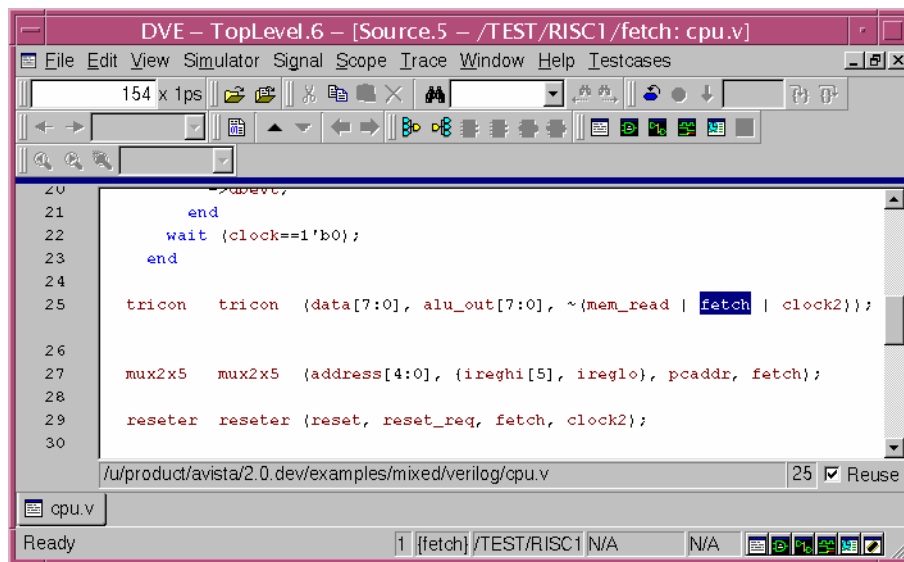 DVE – TopLevel.6 – [Source.5 – /TEST/RISC1/fetch: cpu.v]
File Edit View Simulator Signal Scope Trace Window Help Testcases
154 x 1ps
20 ->dbevt;
21 end
22 wait (clock==1'b0);
23 end
24
25 tricon tricon (data[7:0], alu_out[7:0], ~(mem_read | fetch | clock2));
26
27 mux2x5 mux2x5 (address[4:0], {ireghi[5], ireglo}, pcaddr, fetch);
28
29 reseter reseter (reset, reset_req, fetch, clock2);
30
/u/product/avista/2.0.dev/examples/mixed/verilog/cpu.v 25 Reuse
cpu.v
Ready 1 {fetch} /TEST/RISC1 N/A N/A